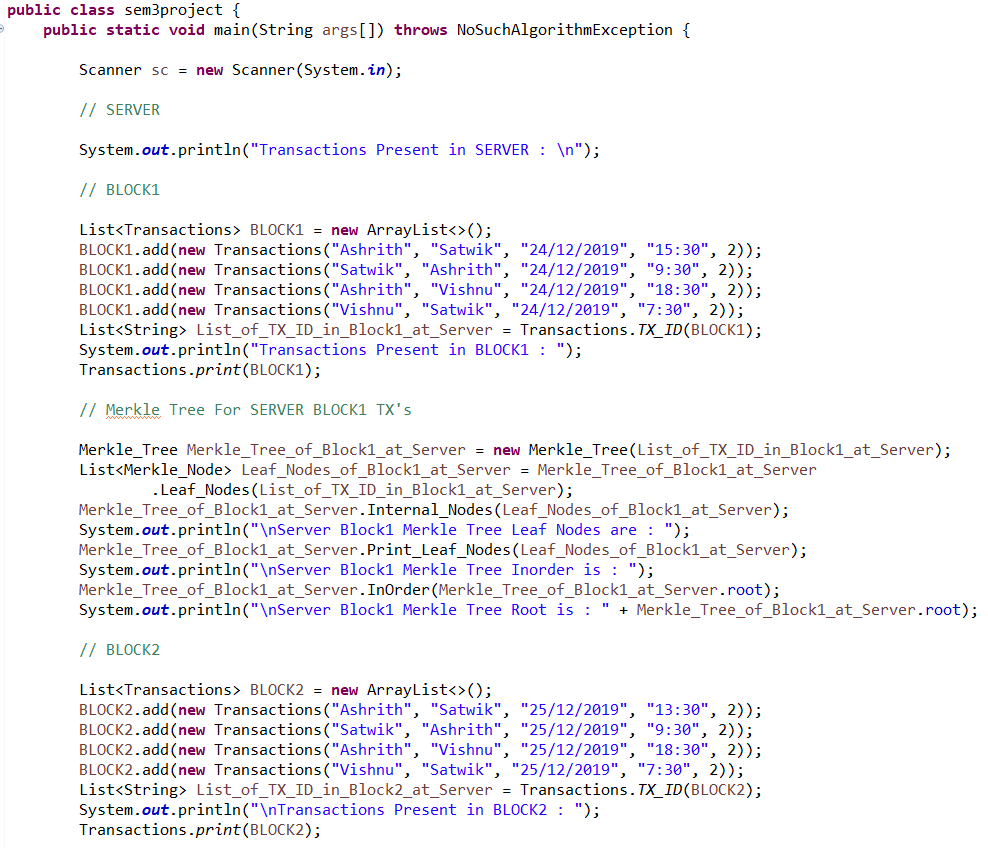 public class sem3project {
    public static void main(String args[]) throws NoSuchAlgorithmException {

        Scanner sc = new Scanner(System.in);

        // SERVER

        System.out.println("Transactions Present in SERVER : \n");

        // BLOCK1

        List<Transactions> BLOCK1 = new ArrayList<>();
        BLOCK1.add(new Transactions("Ashrith", "Satwik", "24/12/2019", "15:30", 2));
        BLOCK1.add(new Transactions("Satwik", "Ashrith", "24/12/2019", "9:30", 2));
        BLOCK1.add(new Transactions("Ashrith", "Vishnu", "24/12/2019", "18:30", 2));
        BLOCK1.add(new Transactions("Vishnu", "Satwik", "24/12/2019", "7:30", 2));
        List<String> List_of_TX_ID_in_Block1_at_Server = Transactions.TX_ID(BLOCK1);
        System.out.println("Transactions Present in BLOCK1 : ");
        Transactions.print(BLOCK1);

        // Merkle Tree For SERVER BLOCK1 TX's

        Merkle_Tree Merkle_Tree_of_Block1_at_Server = new Merkle_Tree(List_of_TX_ID_in_Block1_at_Server);
        List<Merkle_Node> Leaf_Nodes_of_Block1_at_Server = Merkle_Tree_of_Block1_at_Server
                .Leaf_Nodes(List_of_TX_ID_in_Block1_at_Server);
        Merkle_Tree_of_Block1_at_Server.Internal_Nodes(Leaf_Nodes_of_Block1_at_Server);
        System.out.println("\nServer Block1 Merkle Tree Leaf Nodes are : ");
        Merkle_Tree_of_Block1_at_Server.Print_Leaf_Nodes(Leaf_Nodes_of_Block1_at_Server);
        System.out.println("\nServer Block1 Merkle Tree Inorder is : ");
        Merkle_Tree_of_Block1_at_Server.InOrder(Merkle_Tree_of_Block1_at_Server.root);
        System.out.println("\nServer Block1 Merkle Tree Root is : " + Merkle_Tree_of_Block1_at_Server.root);

        // BLOCK2

        List<Transactions> BLOCK2 = new ArrayList<>();
        BLOCK2.add(new Transactions("Ashrith", "Satwik", "25/12/2019", "13:30", 2));
        BLOCK2.add(new Transactions("Satwik", "Ashrith", "25/12/2019", "9:30", 2));
        BLOCK2.add(new Transactions("Ashrith", "Vishnu", "25/12/2019", "18:30", 2));
        BLOCK2.add(new Transactions("Vishnu", "Satwik", "25/12/2019", "7:30", 2));
        List<String> List_of_TX_ID_in_Block2_at_Server = Transactions.TX_ID(BLOCK2);
        System.out.println("\nTransactions Present in BLOCK2 : ");
        Transactions.print(BLOCK2);